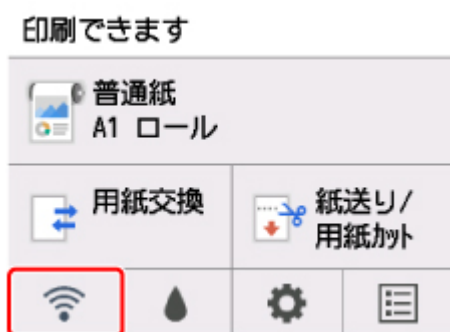 印刷できます
普通紙
A1 ロール
用紙交換
紙送り/
用紙ｶｯﾄ